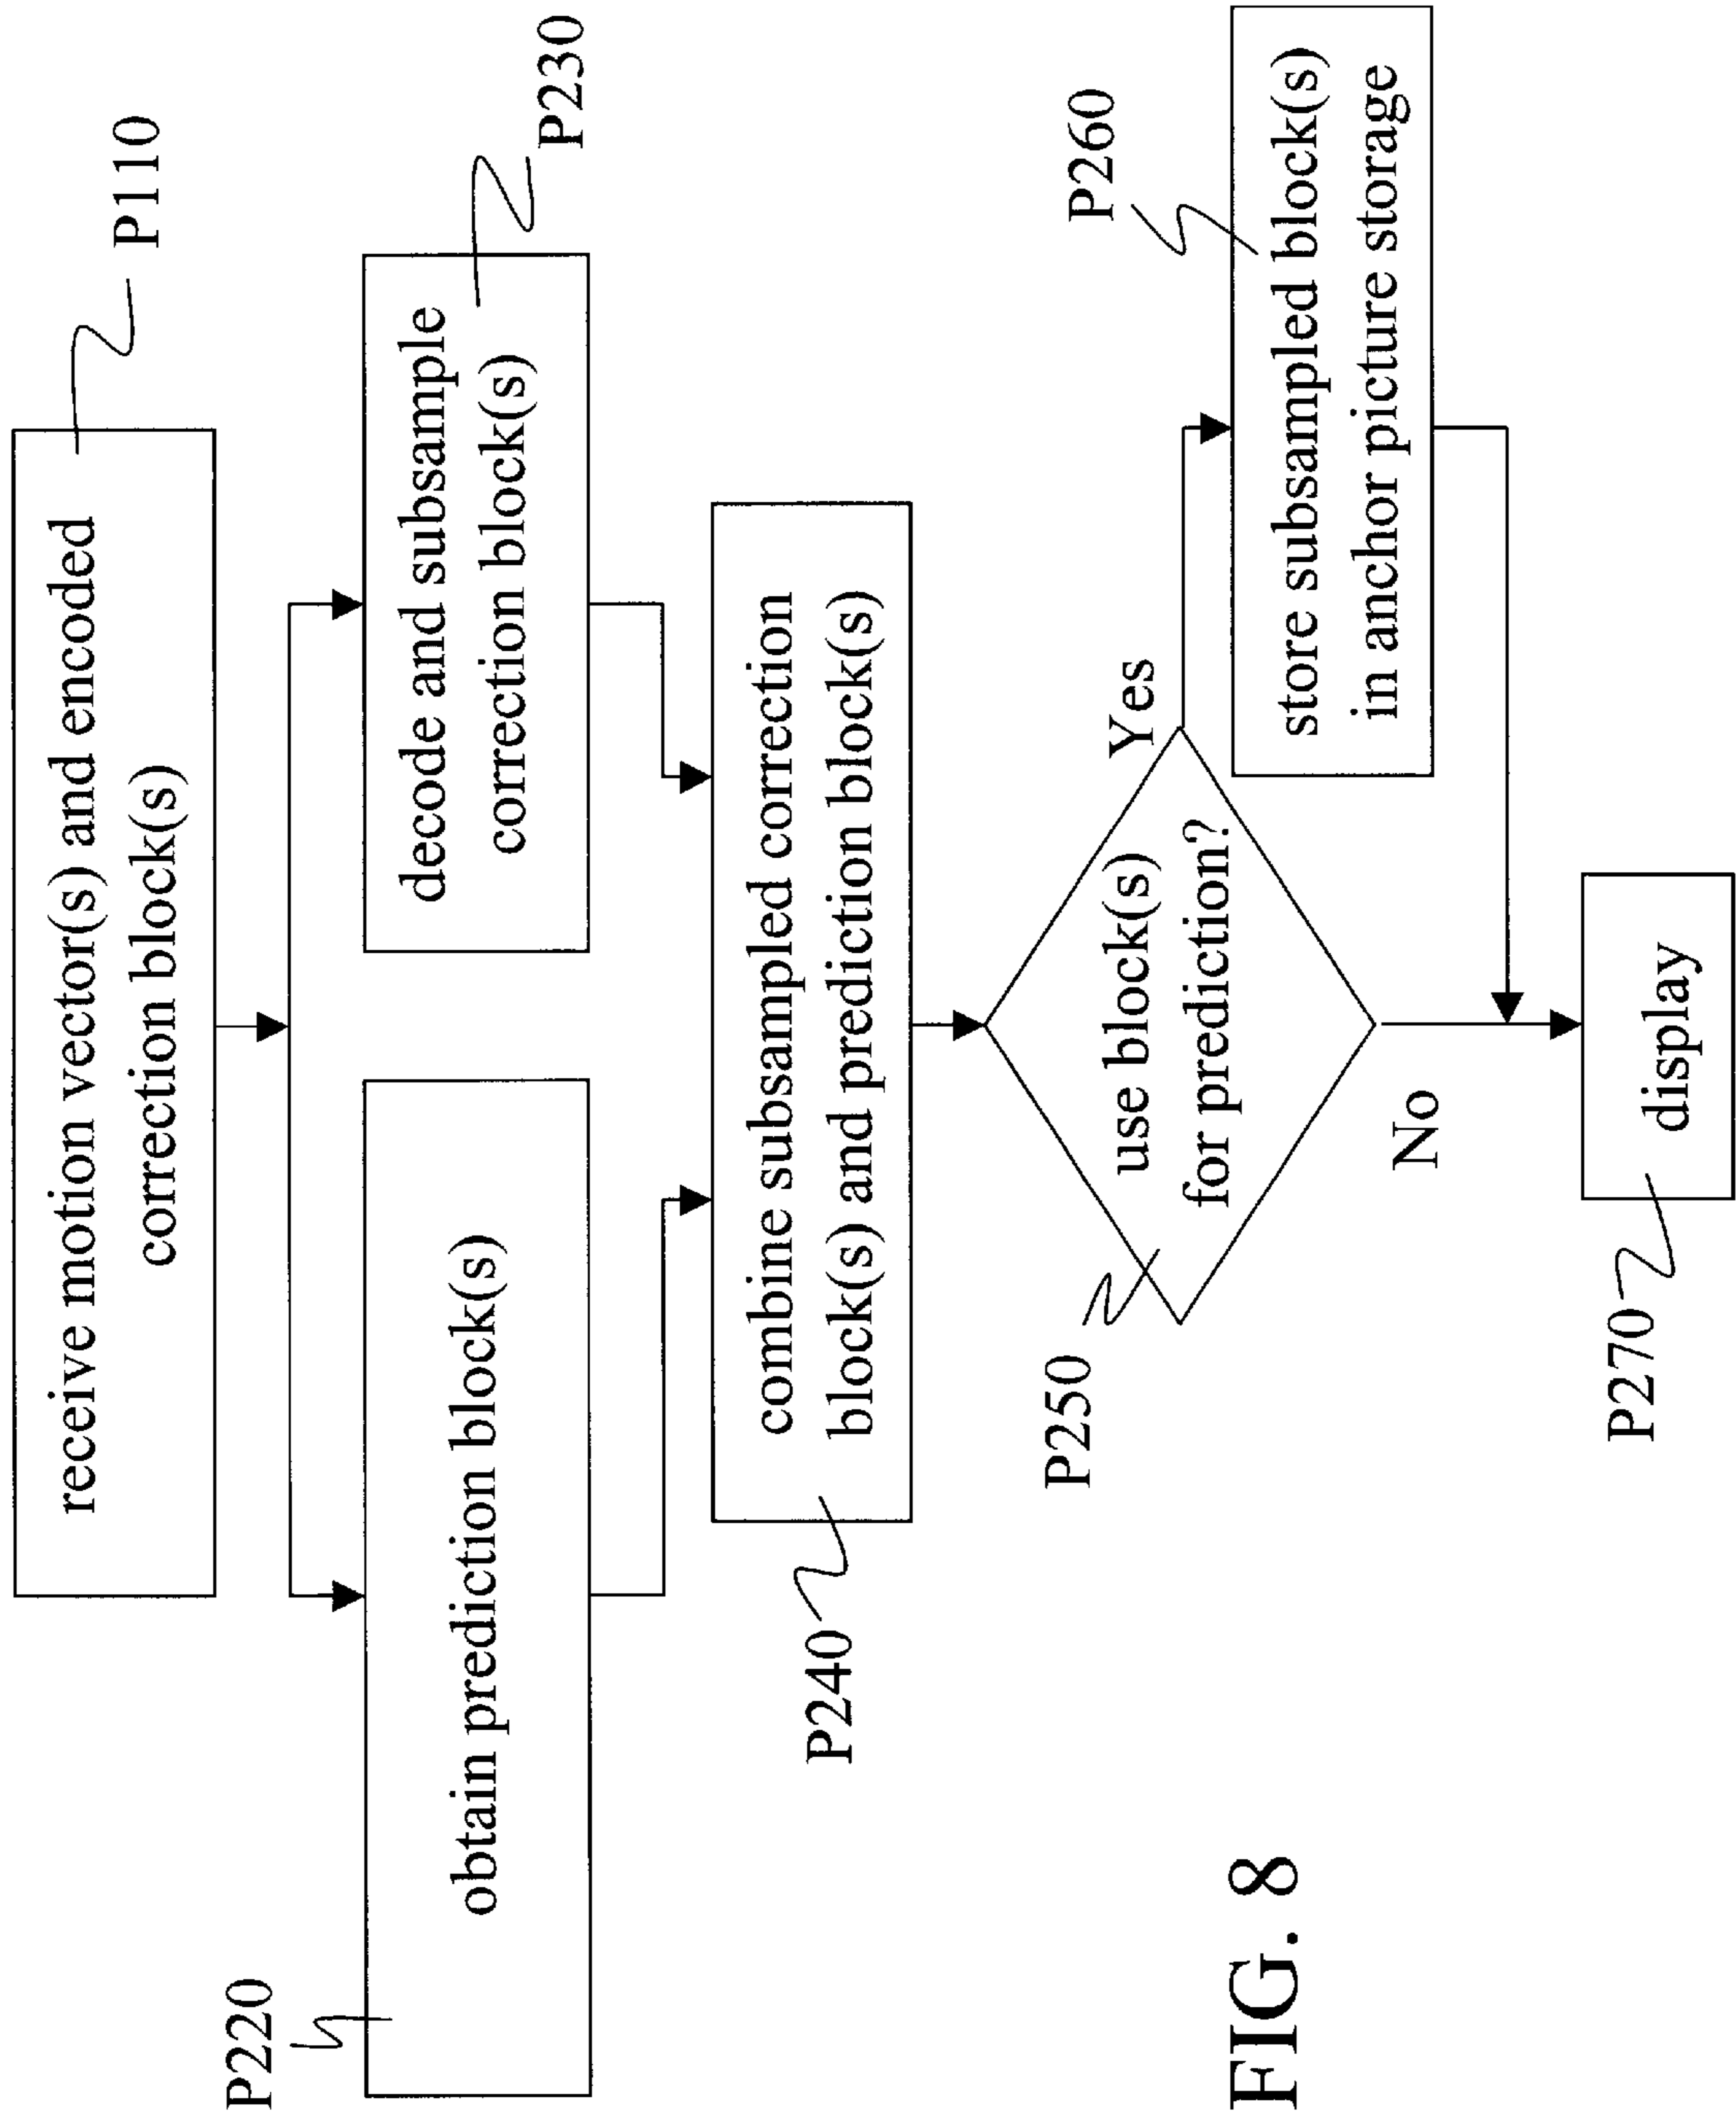 receive motion vector(s) and encoded
correction block(s)
P110
P220
obtain prediction block(s)
decode and subsample
correction block(s)
P230
combine subsampled correction
block(s) and prediction block(s)
P240
P250
use block(s)
for prediction?
Yes
No
P260
store subsampled block(s)
in anchor picture storage
P270
display
FIG. 8